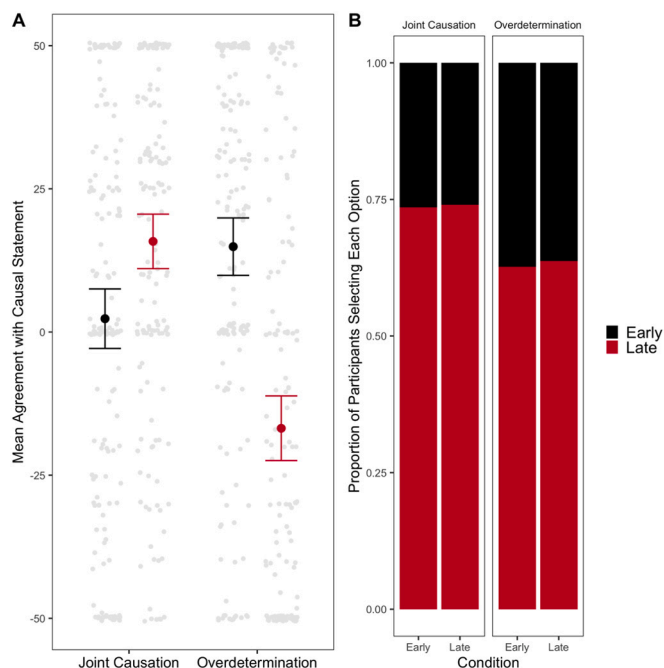 A
Mean Agreement with Causal Statement
50
25
0
-25
-50
Joint Causation
Overdetermination
B
Joint Causation
Overdetermination
Proportion of Participants Selecting Each Option
1.00
0.75
0.50
0.25
0.00
Early
Late
Early
Late
Condition
Early
Late